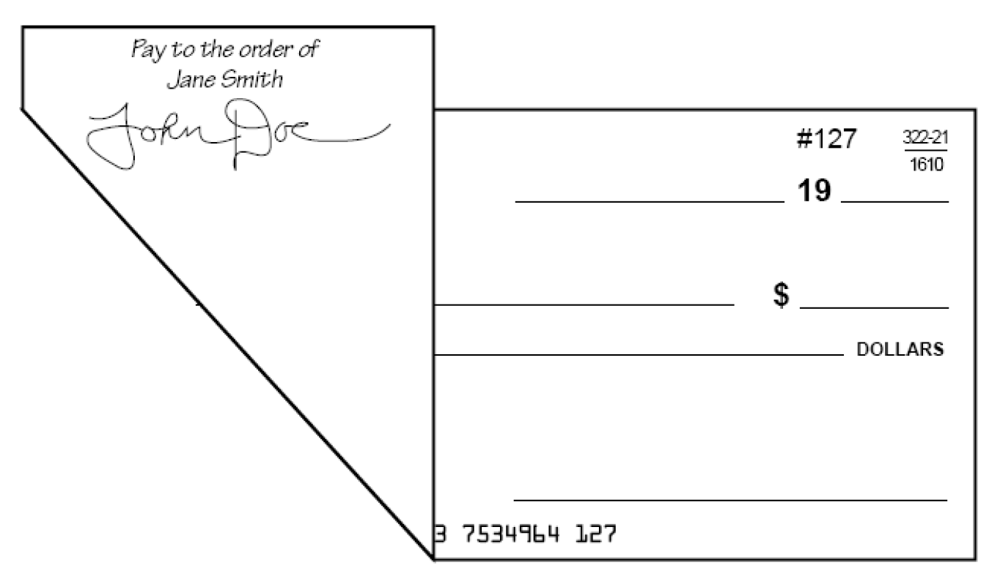 Pay to the order of
Jane Smith
John Doe
#127 322-21
1610
19
$
DOLLARS
3 7534964 127